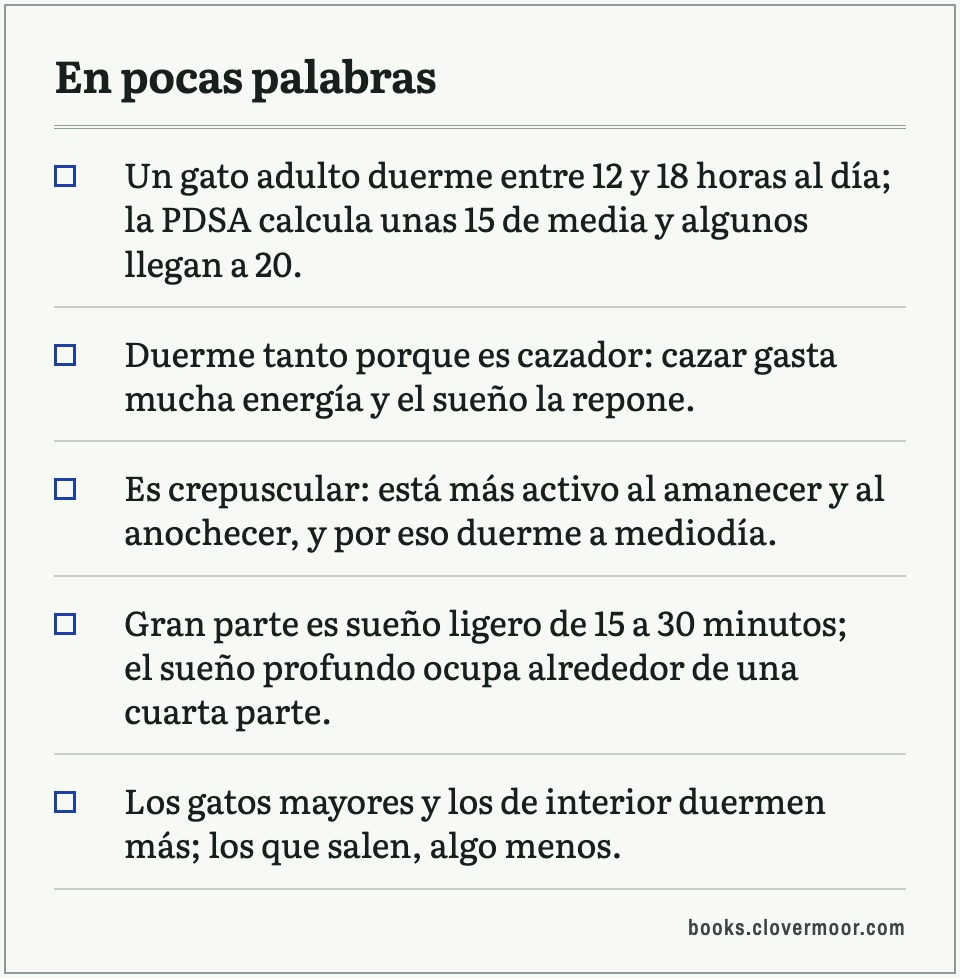 En pocas palabras
Un gato adulto duerme entre 12 y 18 horas al día;
la PDSA calcula unas 15 de media y algunos
llegan a 20.
Duerme tanto porque es cazador: cazar gasta
mucha energía y el sueño la repone.
Es crepuscular: está más activo al amanecer y al
anochecer, y por eso duerme a mediodía.
Gran parte es sueño ligero de 15 a 30 minutos;
el sueño profundo ocupa alrededor de una
cuarta parte.
Los gatos mayores y los de interior duermen
más; los que salen, algo menos.
books.clovermoor.com